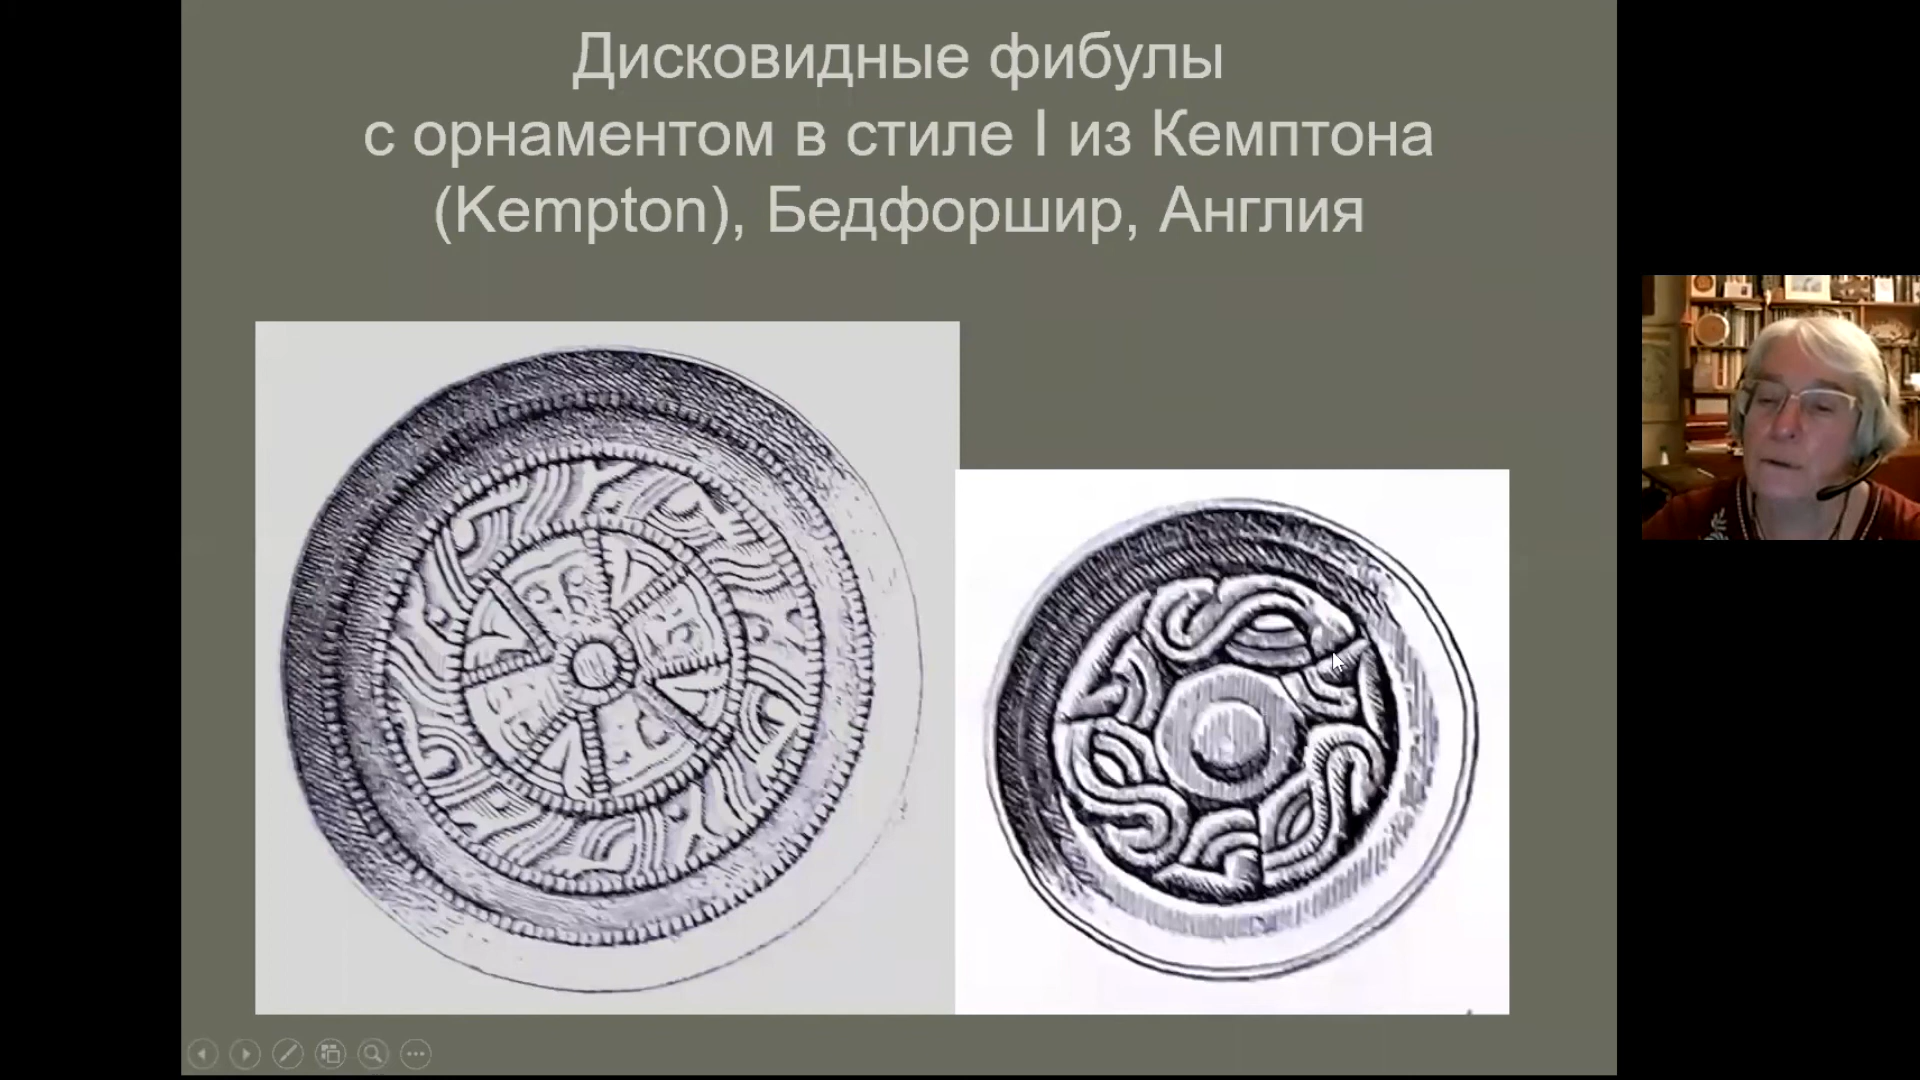 Дисковидные фибулы
с орнаментом в стиле I из Кемптона
(Kempton), Бедфоршир, Англия